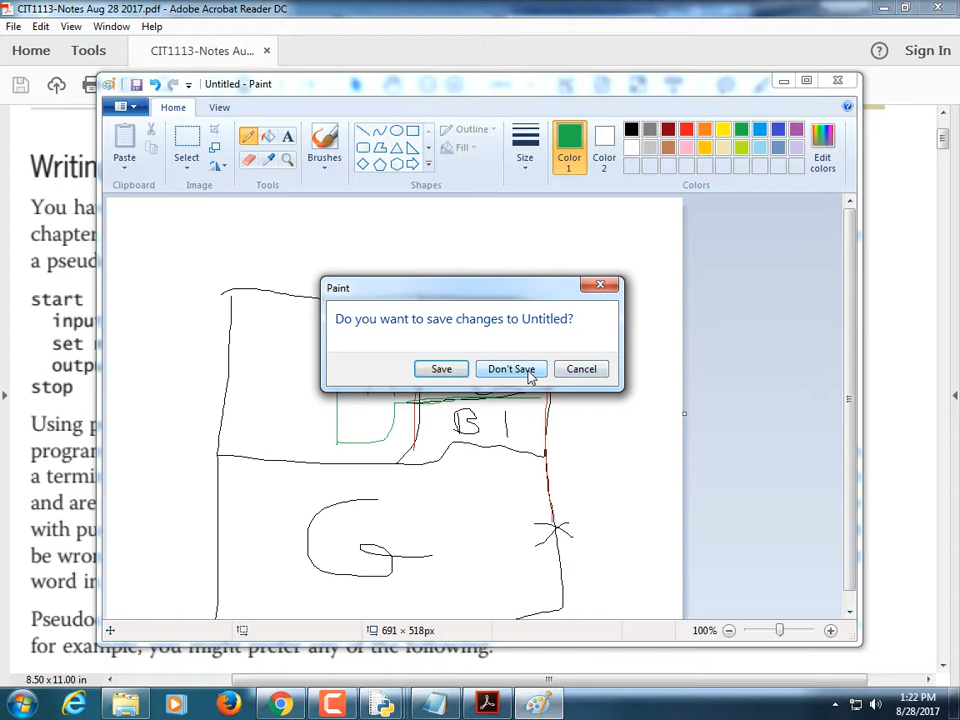 CIT1113-Notes Aug 28 2017.pdf - Adobe Acrobat Reader DC
File Edit View Window Help
Home Tools CIT1113-Notes Au... × Sign In
Untitled - Paint
Home View
Paste Select Brushes Outline Fill Size Color 1 Color 2 Edit colors
Clipboard Image Tools Shapes Colors
Writin
You ha
chapte
a pseud
start
input
set
outp
stop
Using p
progra
a termi
and are
with pu
be wro
word in
Pseudo
for example, you might prefer any of the following:
Paint
Do you want to save changes to Untitled?
Save Don't Save Cancel
B 1
G
691 × 518px 100%
8.50 x 11.00 in
1:22 PM
8/28/2017